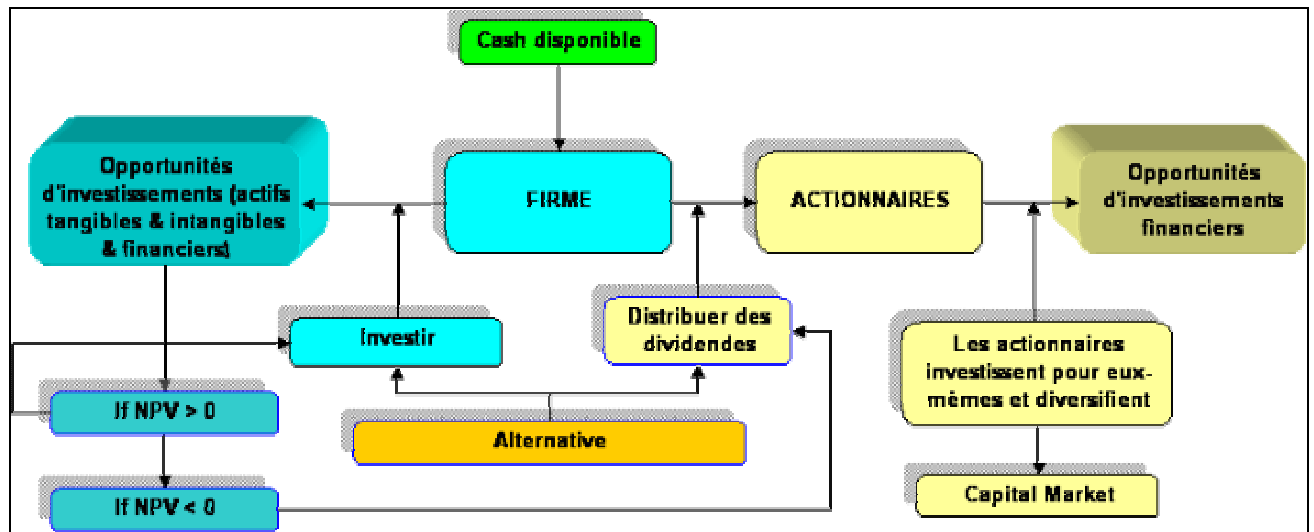 Cash disponible
Opportunités
d'investissements (actifs
tangibles & intangibles
& financiers)
FIRME
ACTIONNAIRES
Opportunités
d'investissements
financiers
Investir
Distribuer des
dividendes
Les actionnaires
investissent pour eux-
mêmes et diversifient
If NPV > 0
Alternative
If NPV < 0
Capital Market